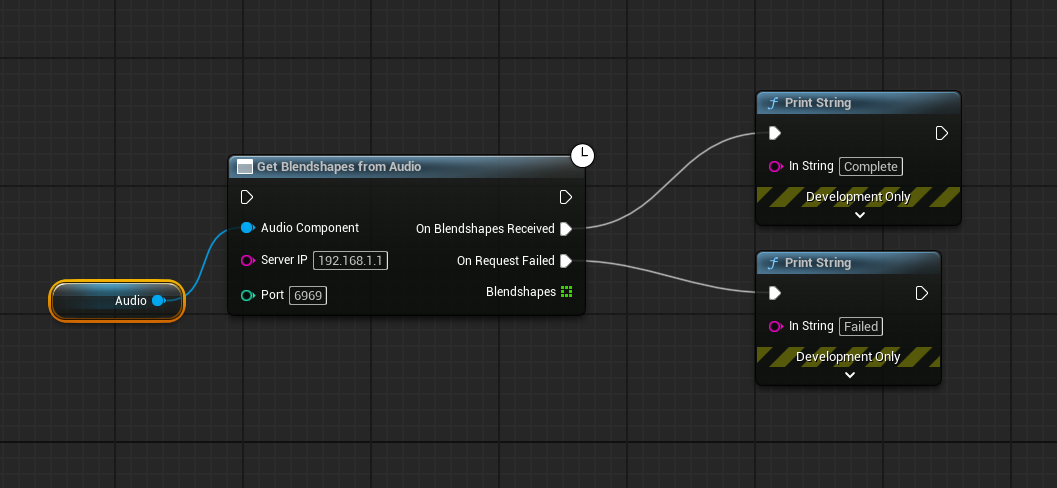 Print String
In String Complete
Development Only
Get Blendshapes from Audio
Audio Component
On Blendshapes Received
Server IP 192.168.1.1
On Request Failed
Port 6969
Blendshapes
Audio
Print String
In String Failed
Development Only